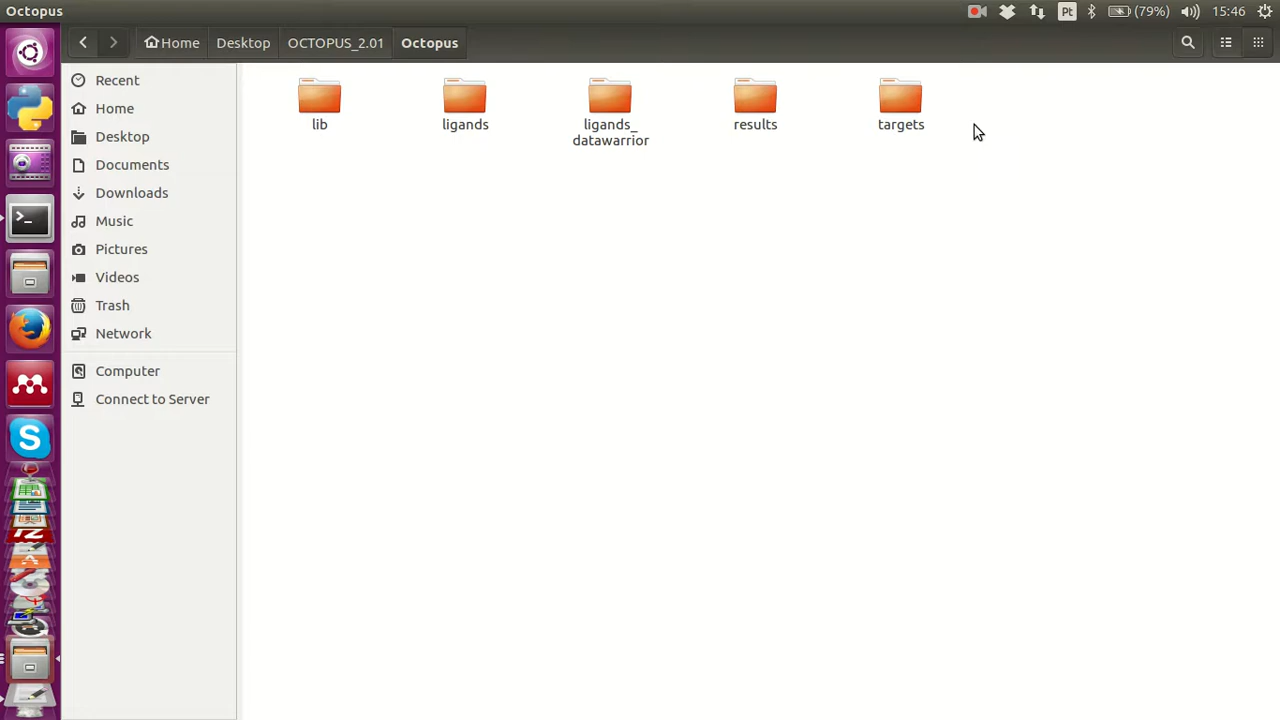 Octopus
Pt
(79%)
15:46
Home
Desktop
OCTOPUS_2.01
Octopus
Recent
Home
Desktop
Documents
Downloads
Music
Pictures
Videos
Trash
Network
Computer
Connect to Server
lib
ligands
ligands_
datawarrior
results
targets